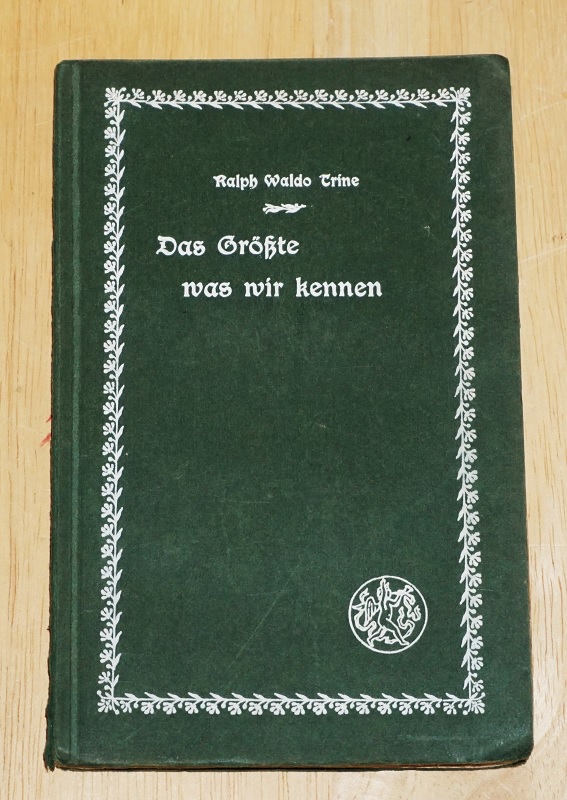 Ralph Waldo Trine
Das Größte
was wir kennen